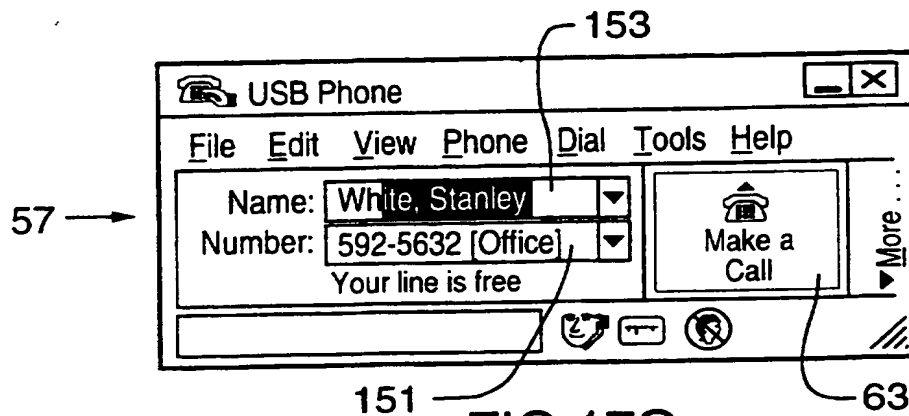 153
USB Phone
File Edit View Phone Dial Tools Help
Name: White, Stanley
Number: 592-5632 [Office]
Your line is free
Make a
Call
More ...
57
151
63